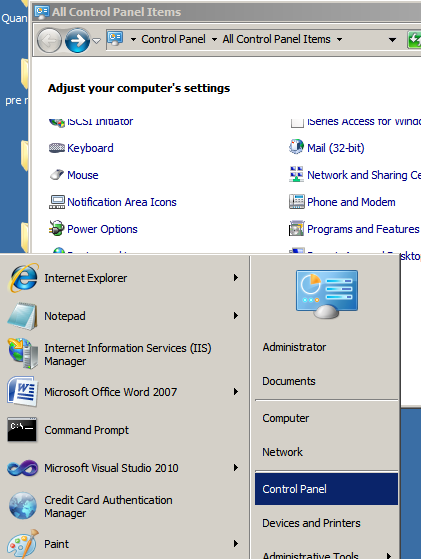 Quan
pre r
All Control Panel Items
Control Panel
All Control Panel Items
Adjust your computer's settings
iSCSI Initiator
iSeries Access for Windo
Keyboard
Mail (32-bit)
Mouse
Network and Sharing Ce
Notification Area Icons
Phone and Modem
Power Options
Programs and Features
Internet Explorer
Notepad
Internet Information Services (IIS)
Manager
Microsoft Office Word 2007
Command Prompt
C:\
Microsoft Visual Studio 2010
Credit Card Authentication
Manager
Paint
Administrator
Documents
Computer
Network
Control Panel
Devices and Printers
Administrative Tools